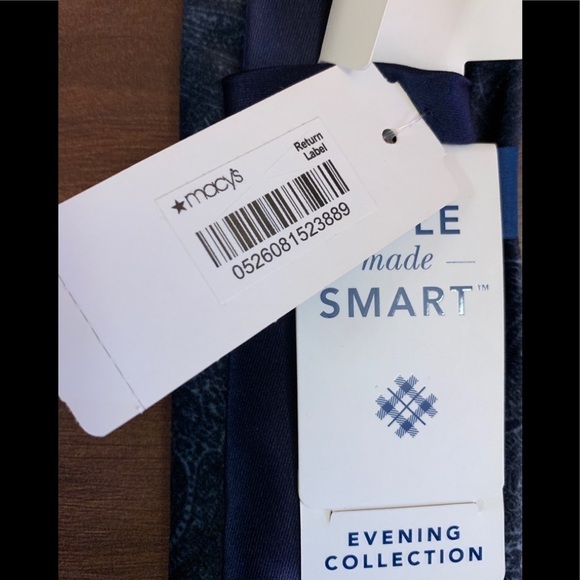 ★macy's
Return
Label
0526081523889
LE
made
SMART™
EVENING
COLLECTION